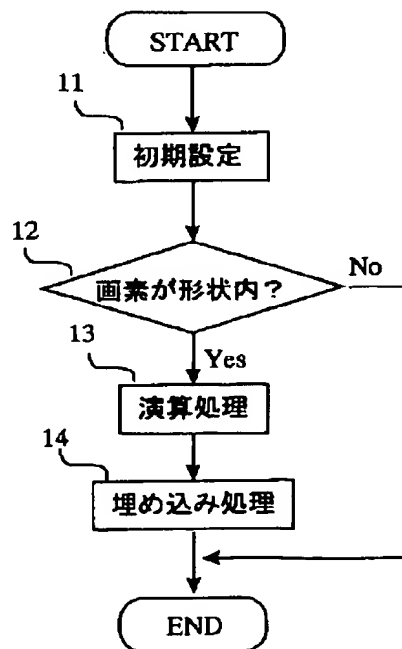 START
11
初期設定
12
画素が形状内?
No
Yes
13
演算処理
14
埋め込み処理
END